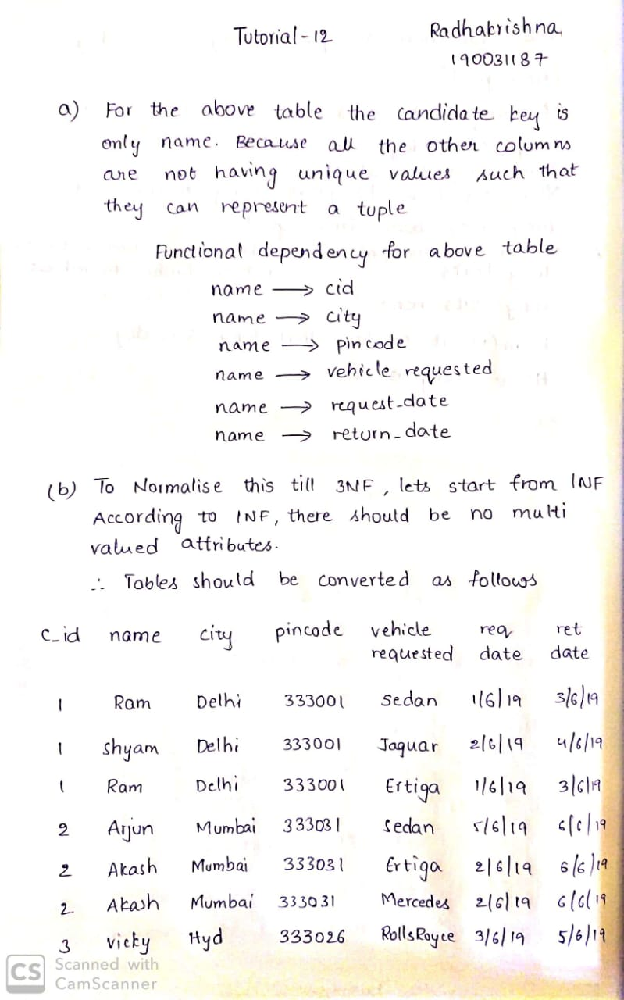 Tutorial-12 Radhakrishna
190031187
a) For the above table the candidate key is
only name. Because all the other columns
are not having unique values such that
they can represent a tuple
Functional dependency for above table
name → cid
name → city
name → pincode
name → vehicle requested
name → request-date
name → return-date
(b) To Normalise this till 3NF, lets start from 1NF
According to 1NF, there should be no multi
valued attributes.
∴ Tables should be converted as follows
C_id name city pincode vehicle req ret
requested date date
1 Ram Delhi 333001 Sedan 1/6/19 3/6/19
1 shyam Delhi 333001 Jaquar 2/6/19 4/6/19
1 Ram Delhi 333001 Ertiga 1/6/19 3/6/19
2 Arjun Mumbai 333031 Sedan 5/6/19 6/6/19
2 Akash Mumbai 333031 Ertiga 2/6/19 6/6/19
2 Akash Mumbai 333031 Mercedes 2/6/19 6/6/19
3 vicky Hyd 333026 RollsRoyce 3/6/19 5/6/19
CS Scanned with
CamScanner